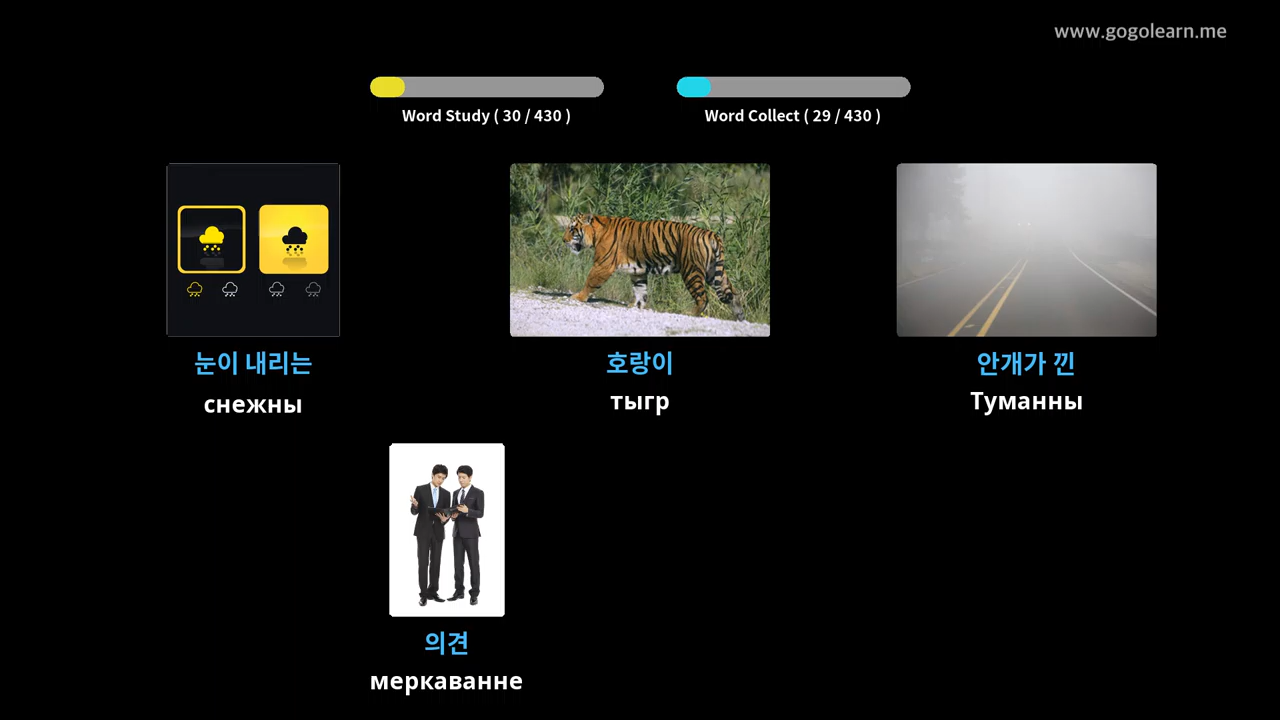 www.gogolearn.me
Word Study ( 30 / 430 )
Word Collect ( 29 / 430 )
눈이 내리는
снежны
호랑이
тыгр
안개가 낀
Туманны
의견
меркаванне